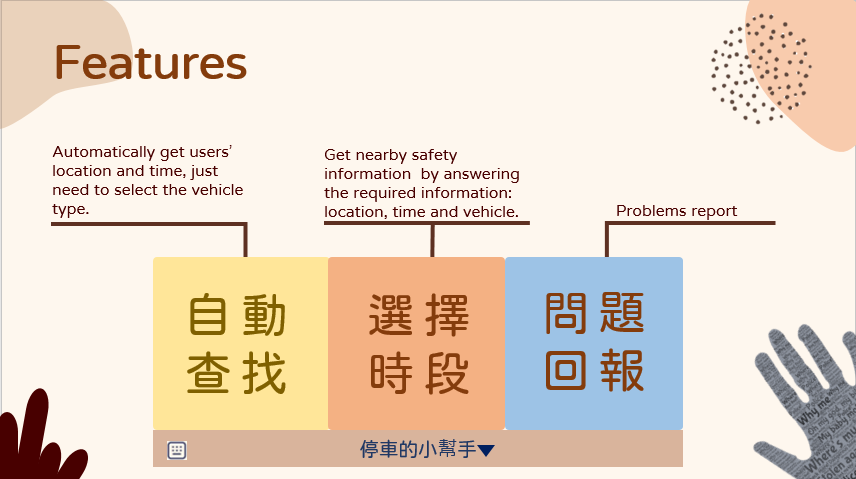 Features
Automatically get users'
location and time, just
need to select the vehicle
type.
Get nearby safety
information by answering
the required information:
location, time and vehicle.
Problems report
自動
查找
選擇
時段
問題
回報
停車的小幫手▼
Why me
My baby
Where's m